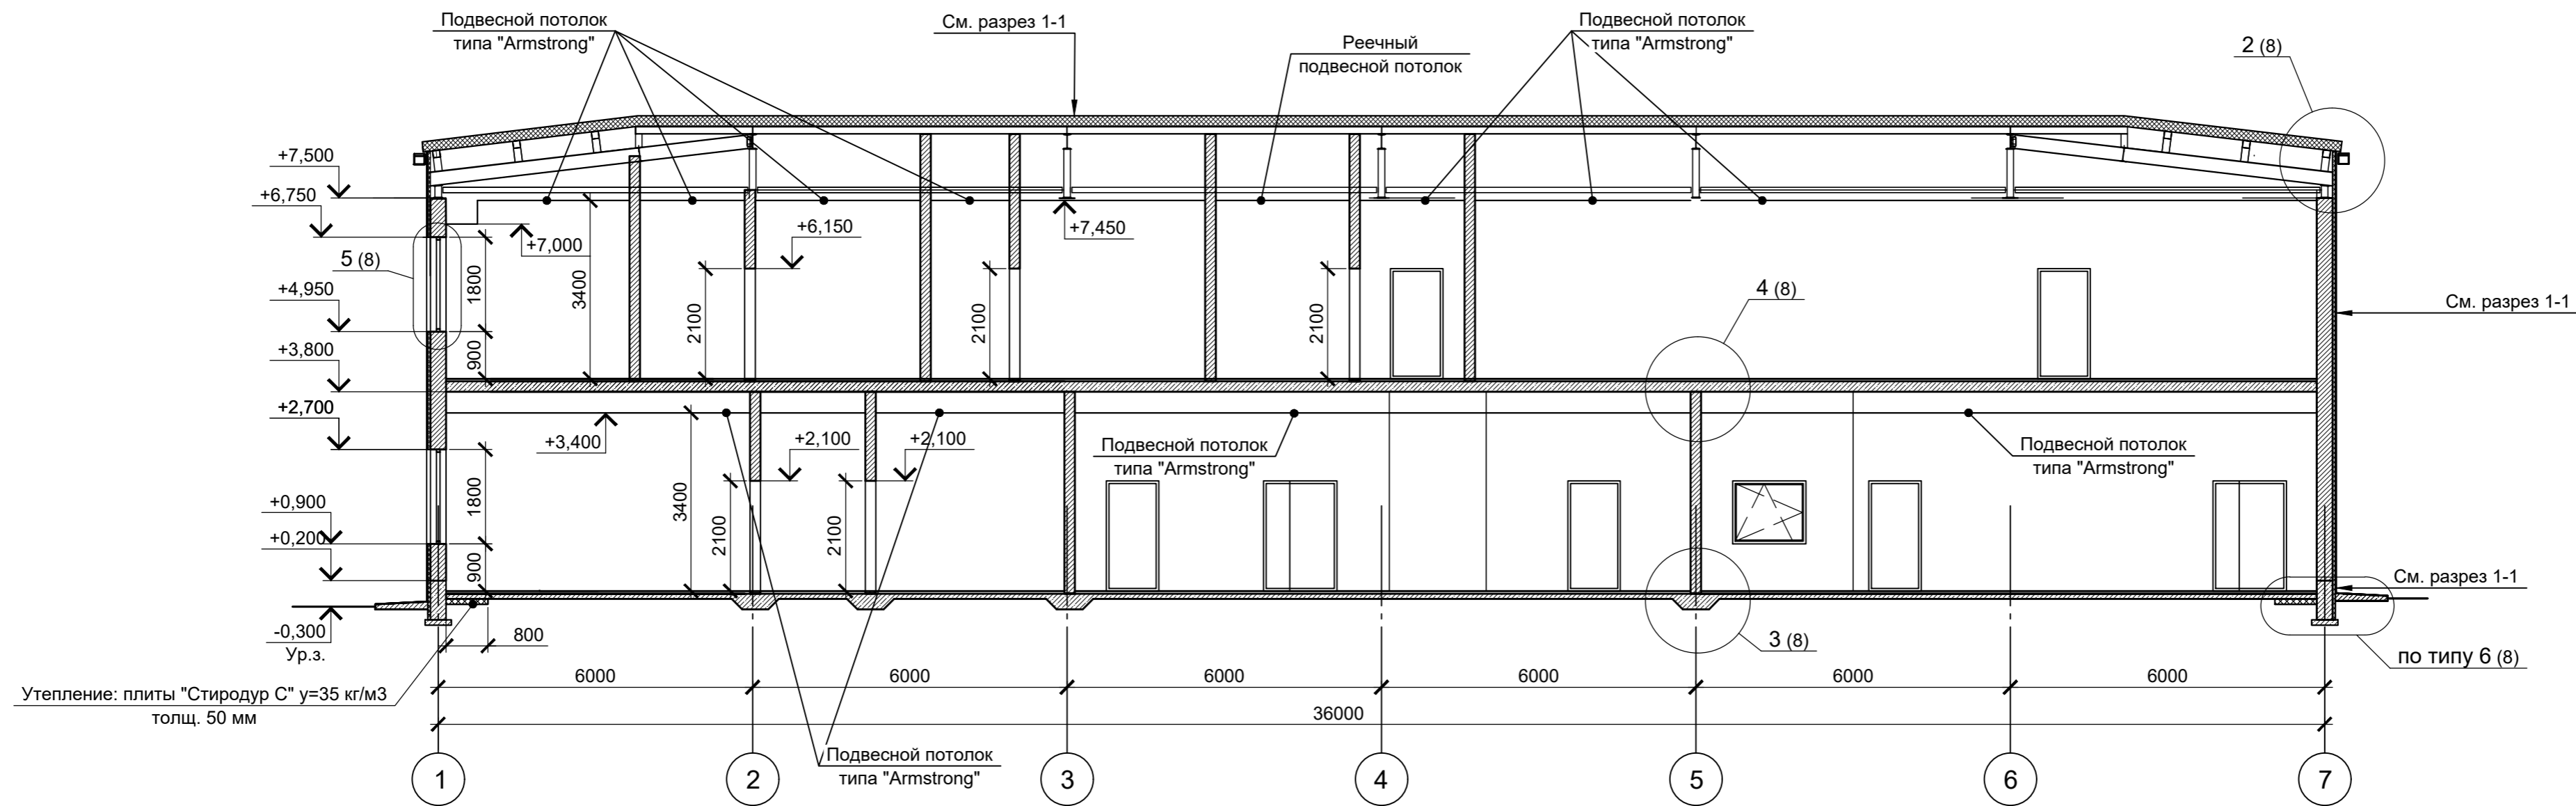 Подвесной потолок
типа "Armstrong"
См. разрез 1-1
Реечный
подвесной потолок
Подвесной потолок
типа "Armstrong"
2 (8)
+7,500
+6,750
+7,000
+6,150
+7,450
5 (8)
+4,950
+3,800
+2,700
1800
900
3400
2100
2100
2100
4 (8)
См. разрез 1-1
+3,400
+2,100
+2,100
Подвесной потолок
типа "Armstrong"
Подвесной потолок
типа "Armstrong"
+0,900
+0,200
1800
900
3400
2100
2100
См. разрез 1-1
-0,300
Ур.з.
800
3 (8)
по типу 6 (8)
Утепление: плиты "Стиродур С" у=35 кг/м3
толщ. 50 мм
6000
6000
6000
6000
6000
6000
36000
Подвесной потолок
типа "Armstrong"
1
2
3
4
5
6
7